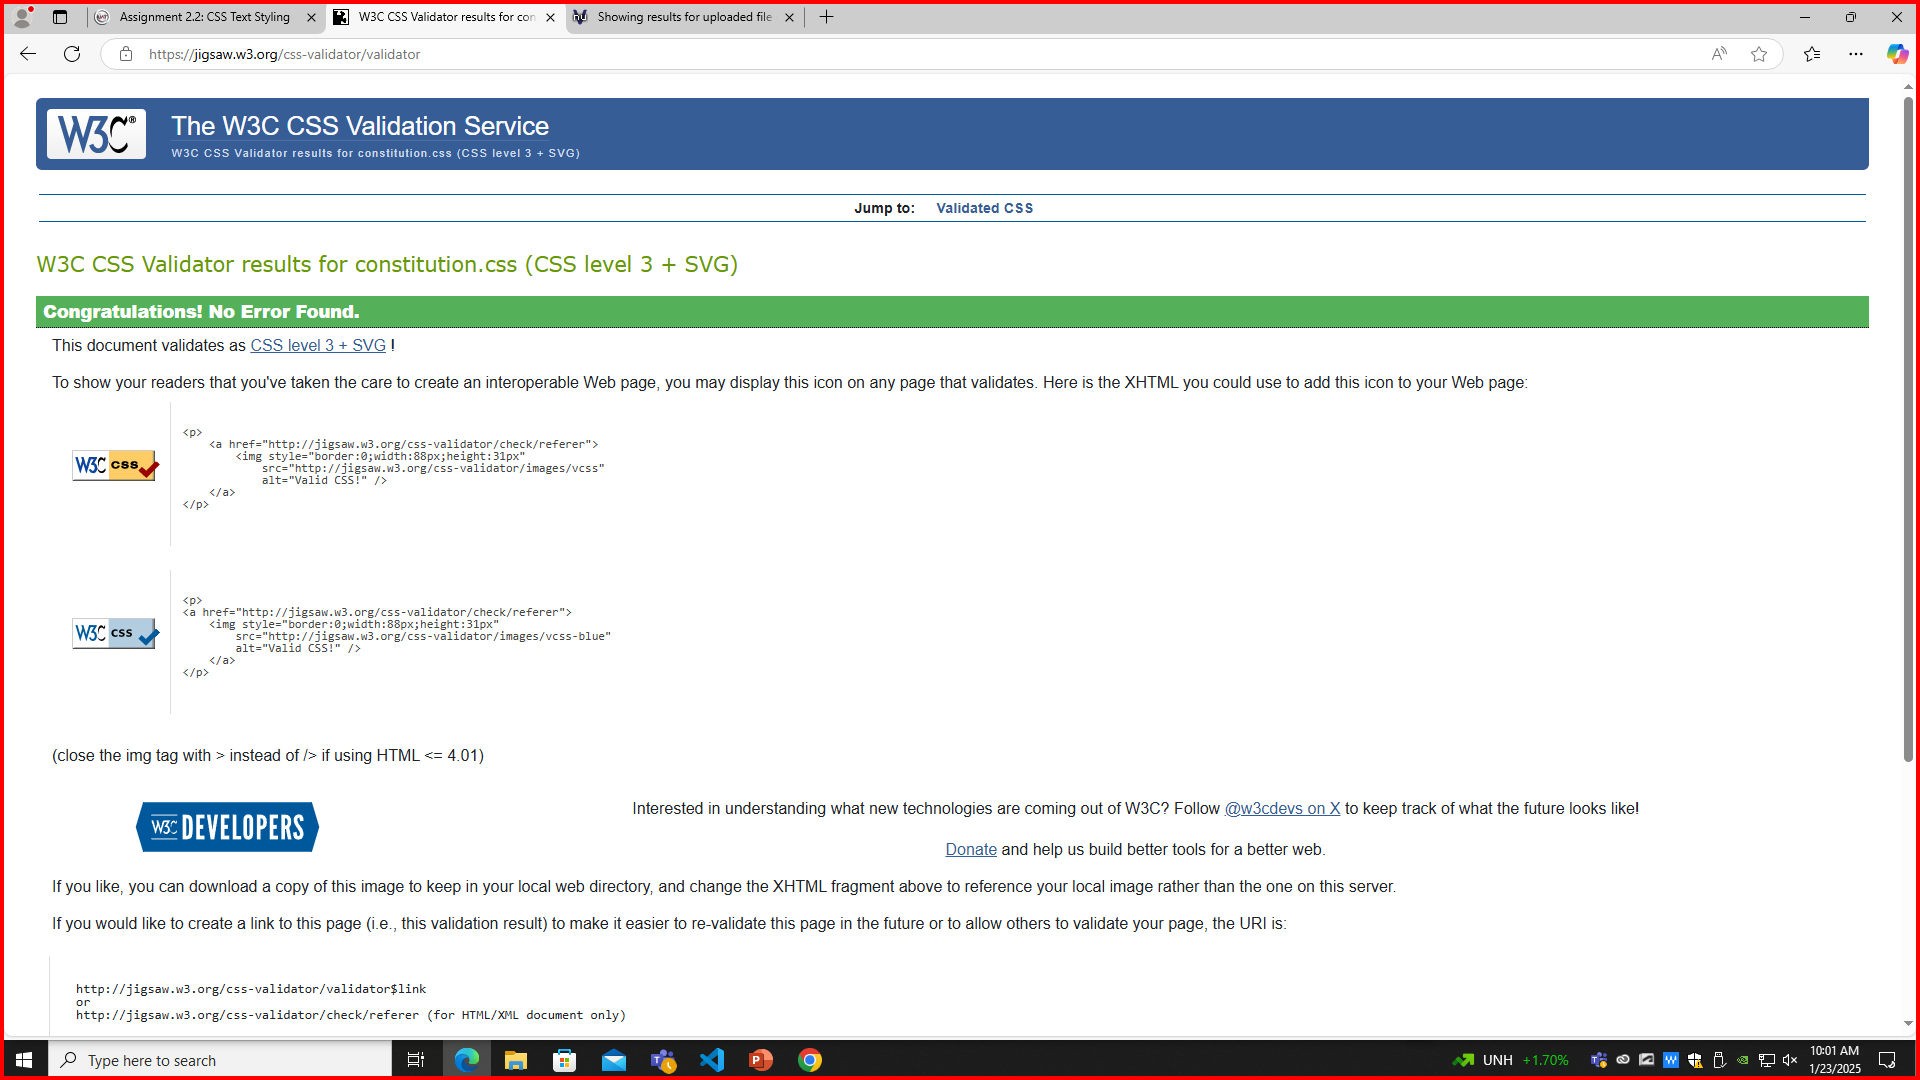 Assignment 2.2: CSS Text Styling
W3C CSS Validator results for con
Showing results for uploaded file
https://jigsaw.w3.org/css-validator/validator
W3C®
The W3C CSS Validation Service
W3C CSS Validator results for constitution.css (CSS level 3 + SVG)
Jump to: Validated CSS
W3C CSS Validator results for constitution.css (CSS level 3 + SVG)
Congratulations! No Error Found.
This document validates as CSS level 3 + SVG !
To show your readers that you've taken the care to create an interoperable Web page, you may display this icon on any page that validates. Here is the XHTML you could use to add this icon to your Web page:
W3C css
<p>
<a href="http://jigsaw.w3.org/css-validator/check/referer">
<img style="border:0;width:88px;height:31px"
src="http://jigsaw.w3.org/css-validator/images/vcss"
alt="Valid CSS!" />
</a>
</p>
W3C css
<p>
<a href="http://jigsaw.w3.org/css-validator/check/referer">
<img style="border:0;width:88px;height:31px"
src="http://jigsaw.w3.org/css-validator/images/vcss-blue"
alt="Valid CSS!" />
</a>
</p>
(close the img tag with > instead of /> if using HTML <= 4.01)
W3C DEVELOPERS
Interested in understanding what new technologies are coming out of W3C? Follow @w3cdevs on X to keep track of what the future looks like!
Donate and help us build better tools for a better web.
If you like, you can download a copy of this image to keep in your local web directory, and change the XHTML fragment above to reference your local image rather than the one on this server.
If you would like to create a link to this page (i.e., this validation result) to make it easier to re-validate this page in the future or to allow others to validate your page, the URI is:
http://jigsaw.w3.org/css-validator/validator$link
or
http://jigsaw.w3.org/css-validator/check/referer (for HTML/XML document only)
Type here to search
UNH +1.70%
10:01 AM
1/23/2025